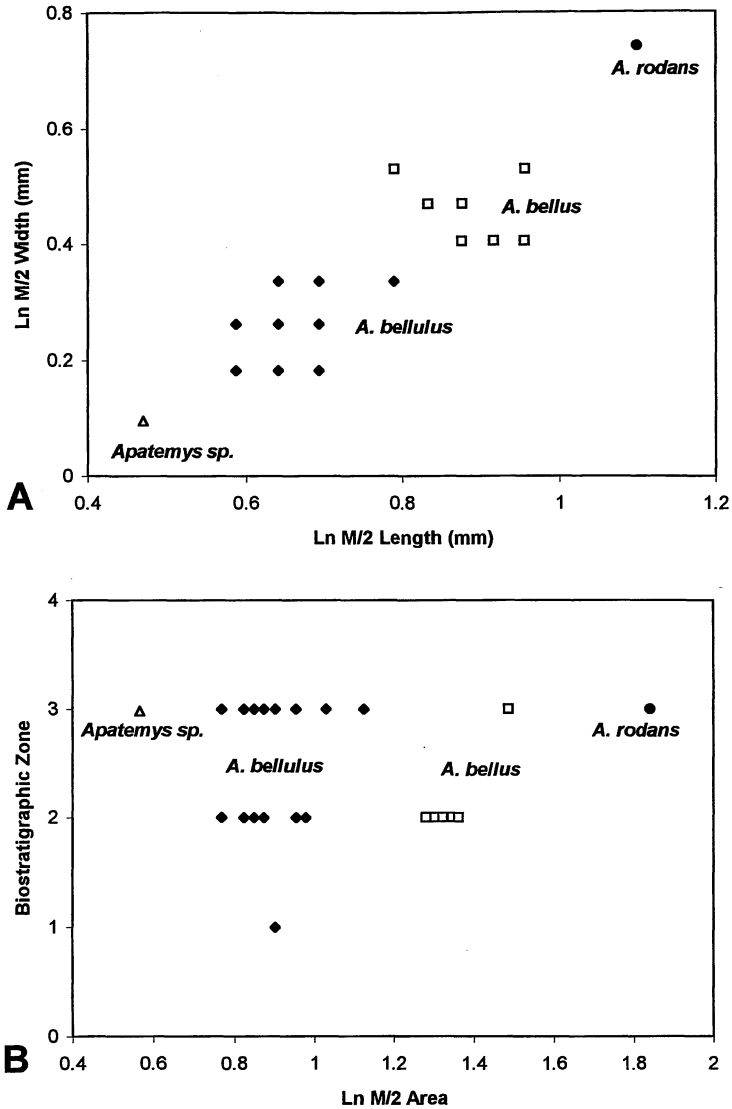 0.8
A. rodans
0.6
A. bellus
0.4
A. bellulus
0.2
Apatemys sp.
0
0.4 0.6 0.8 1 1.2
Ln M/2 Width (mm)
Ln M/2 Length (mm)
A
4
3
Apatemys sp. A. rodans
A. bellulus A. bellus
2
1
0
0.4 0.6 0.8 1 1.2 1.4 1.6 1.8 2
Biostratigraphic Zone
Ln M/2 Area
B